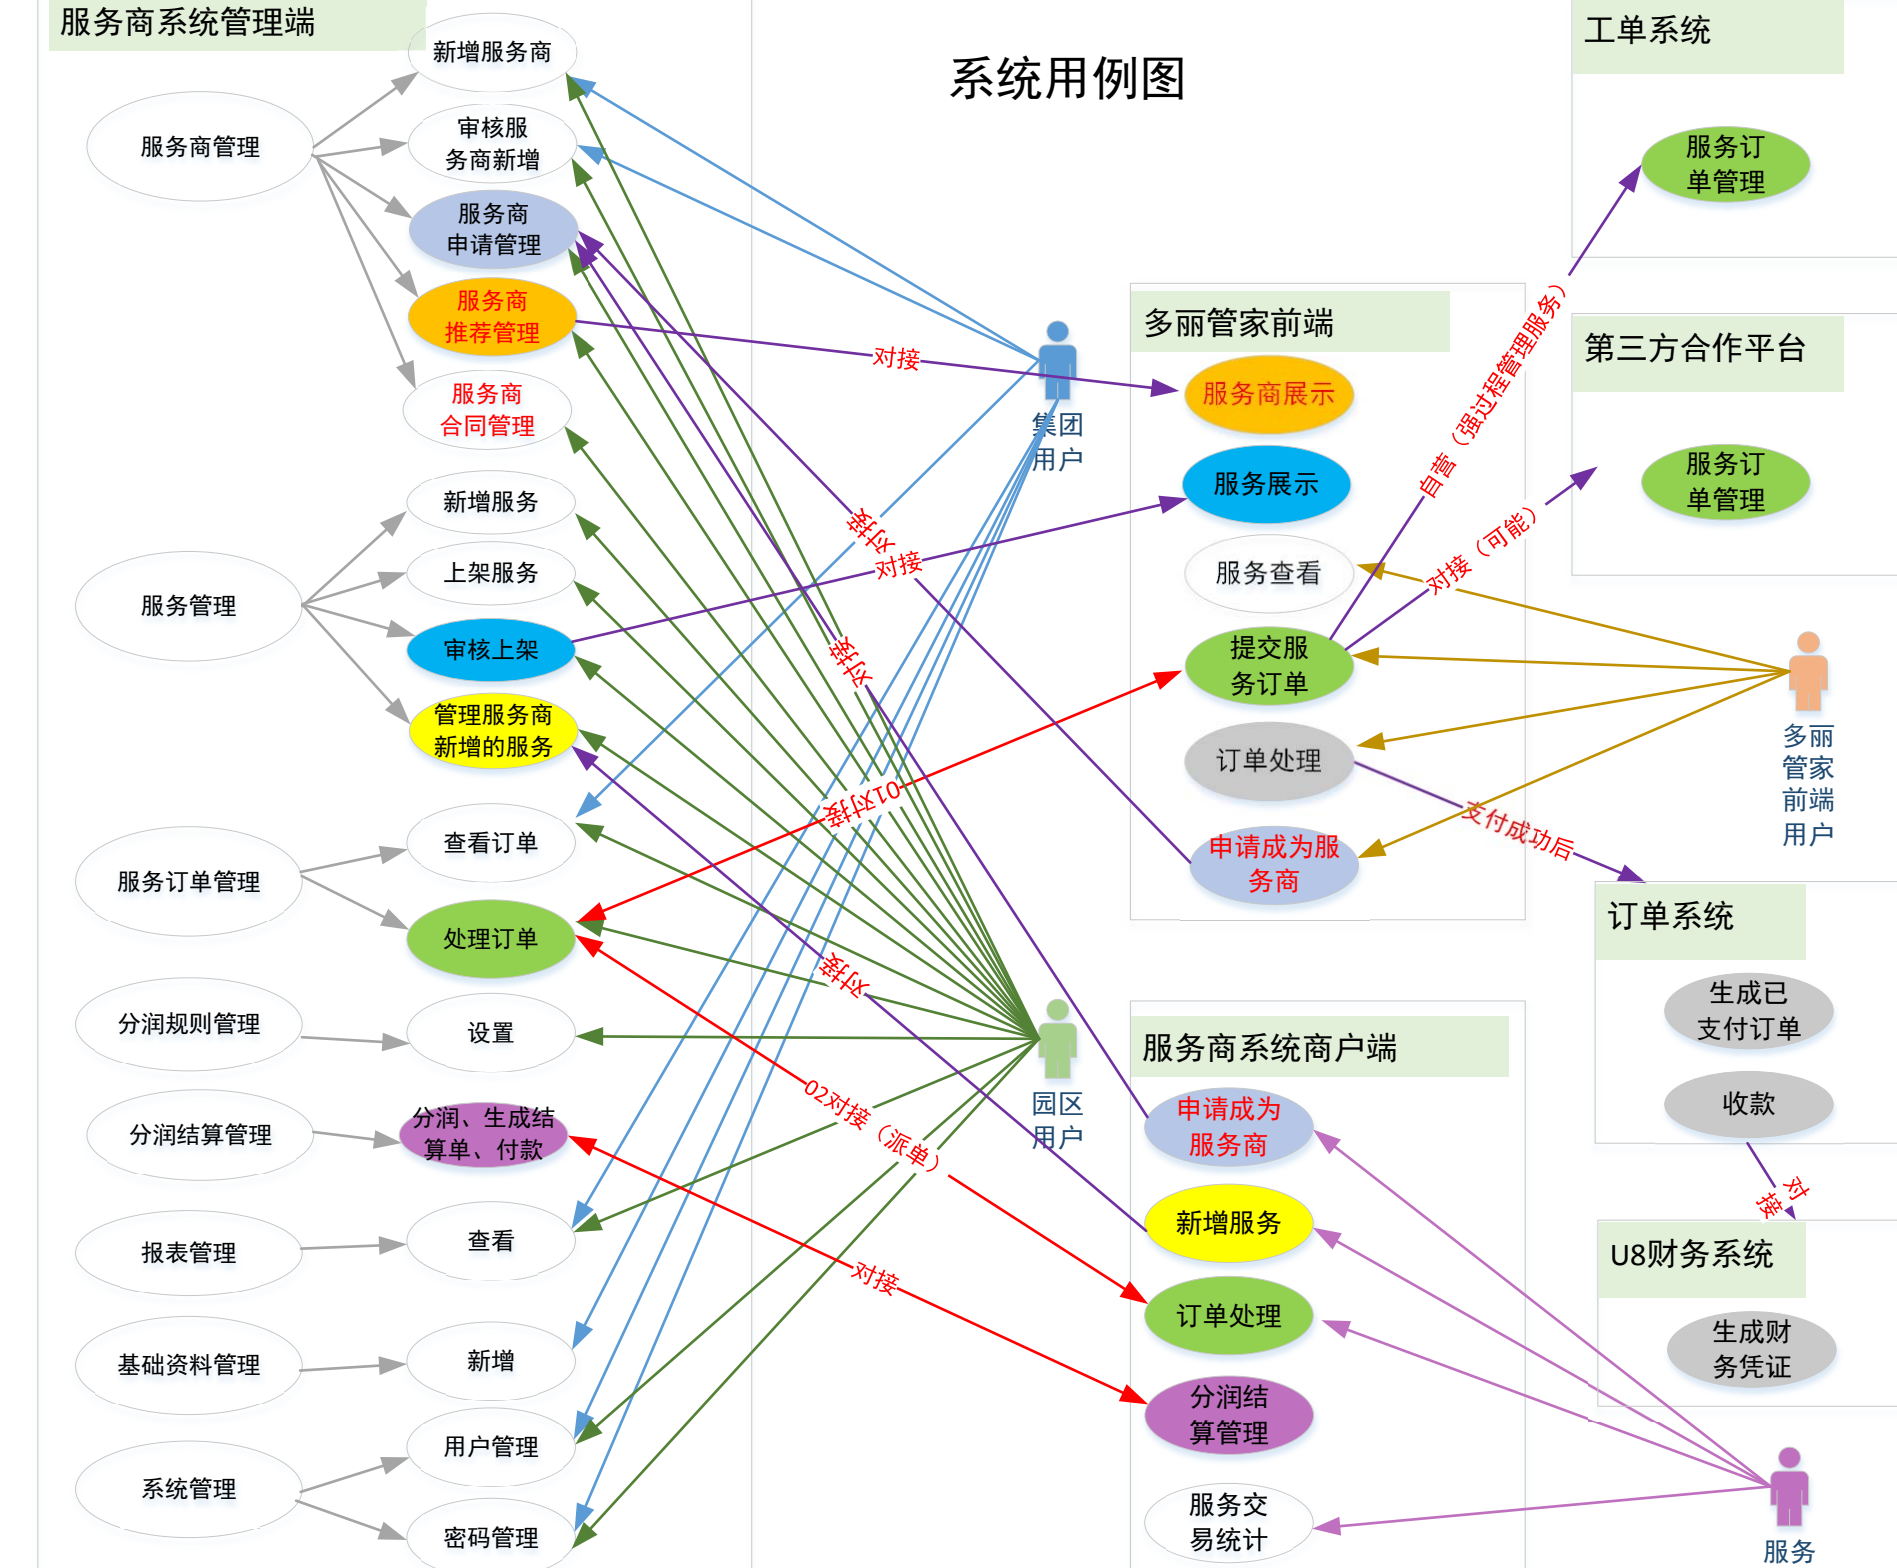 服务商系统管理端
系统用例图
服务商管理
新增服务商
审核服
务商新增
服务商
申请管理
服务商
推荐管理
服务商
合同管理
服务管理
新增服务
上架服务
审核上架
管理服务商
新增的服务
服务订单管理
查看订单
处理订单
分润规则管理
设置
分润结算管理
分润、生成结
算单、付款
报表管理
查看
基础资料管理
新增
系统管理
用户管理
密码管理
对接
对接
对接
对接
01对接
对接
02对接（派单）
对接
集团
用户
园区
用户
多丽管家前端
服务商展示
服务展示
服务查看
提交服
务订单
订单处理
申请成为服
务商
自营（强过程管理服务）
对接（可能）
支付成功后
服务商系统商户端
申请成为
服务商
新增服务
订单处理
分润结
算管理
服务交
易统计
工单系统
服务订
单管理
第三方合作平台
服务订
单管理
多丽
管家
前端
用户
订单系统
生成已
支付订单
收款
对
接
U8财务系统
生成财
务凭证
服务